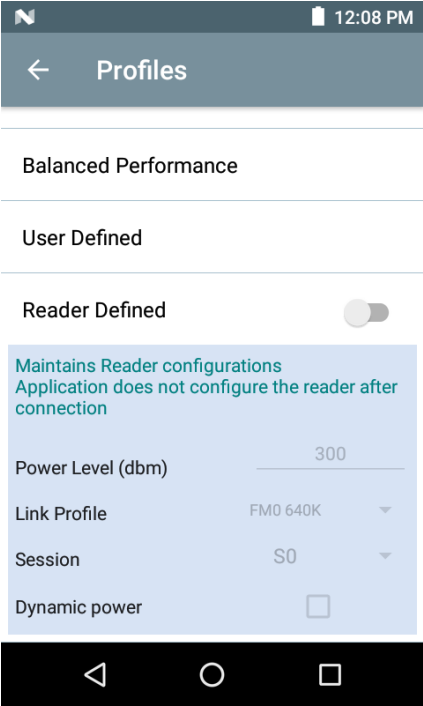 12:08 PM
Profiles
Balanced Performance
User Defined
Reader Defined
Maintains Reader configurations
Application does not configure the reader after
connection
Power Level (dbm) 300
Link Profile FM0 640K
Session S0
Dynamic power